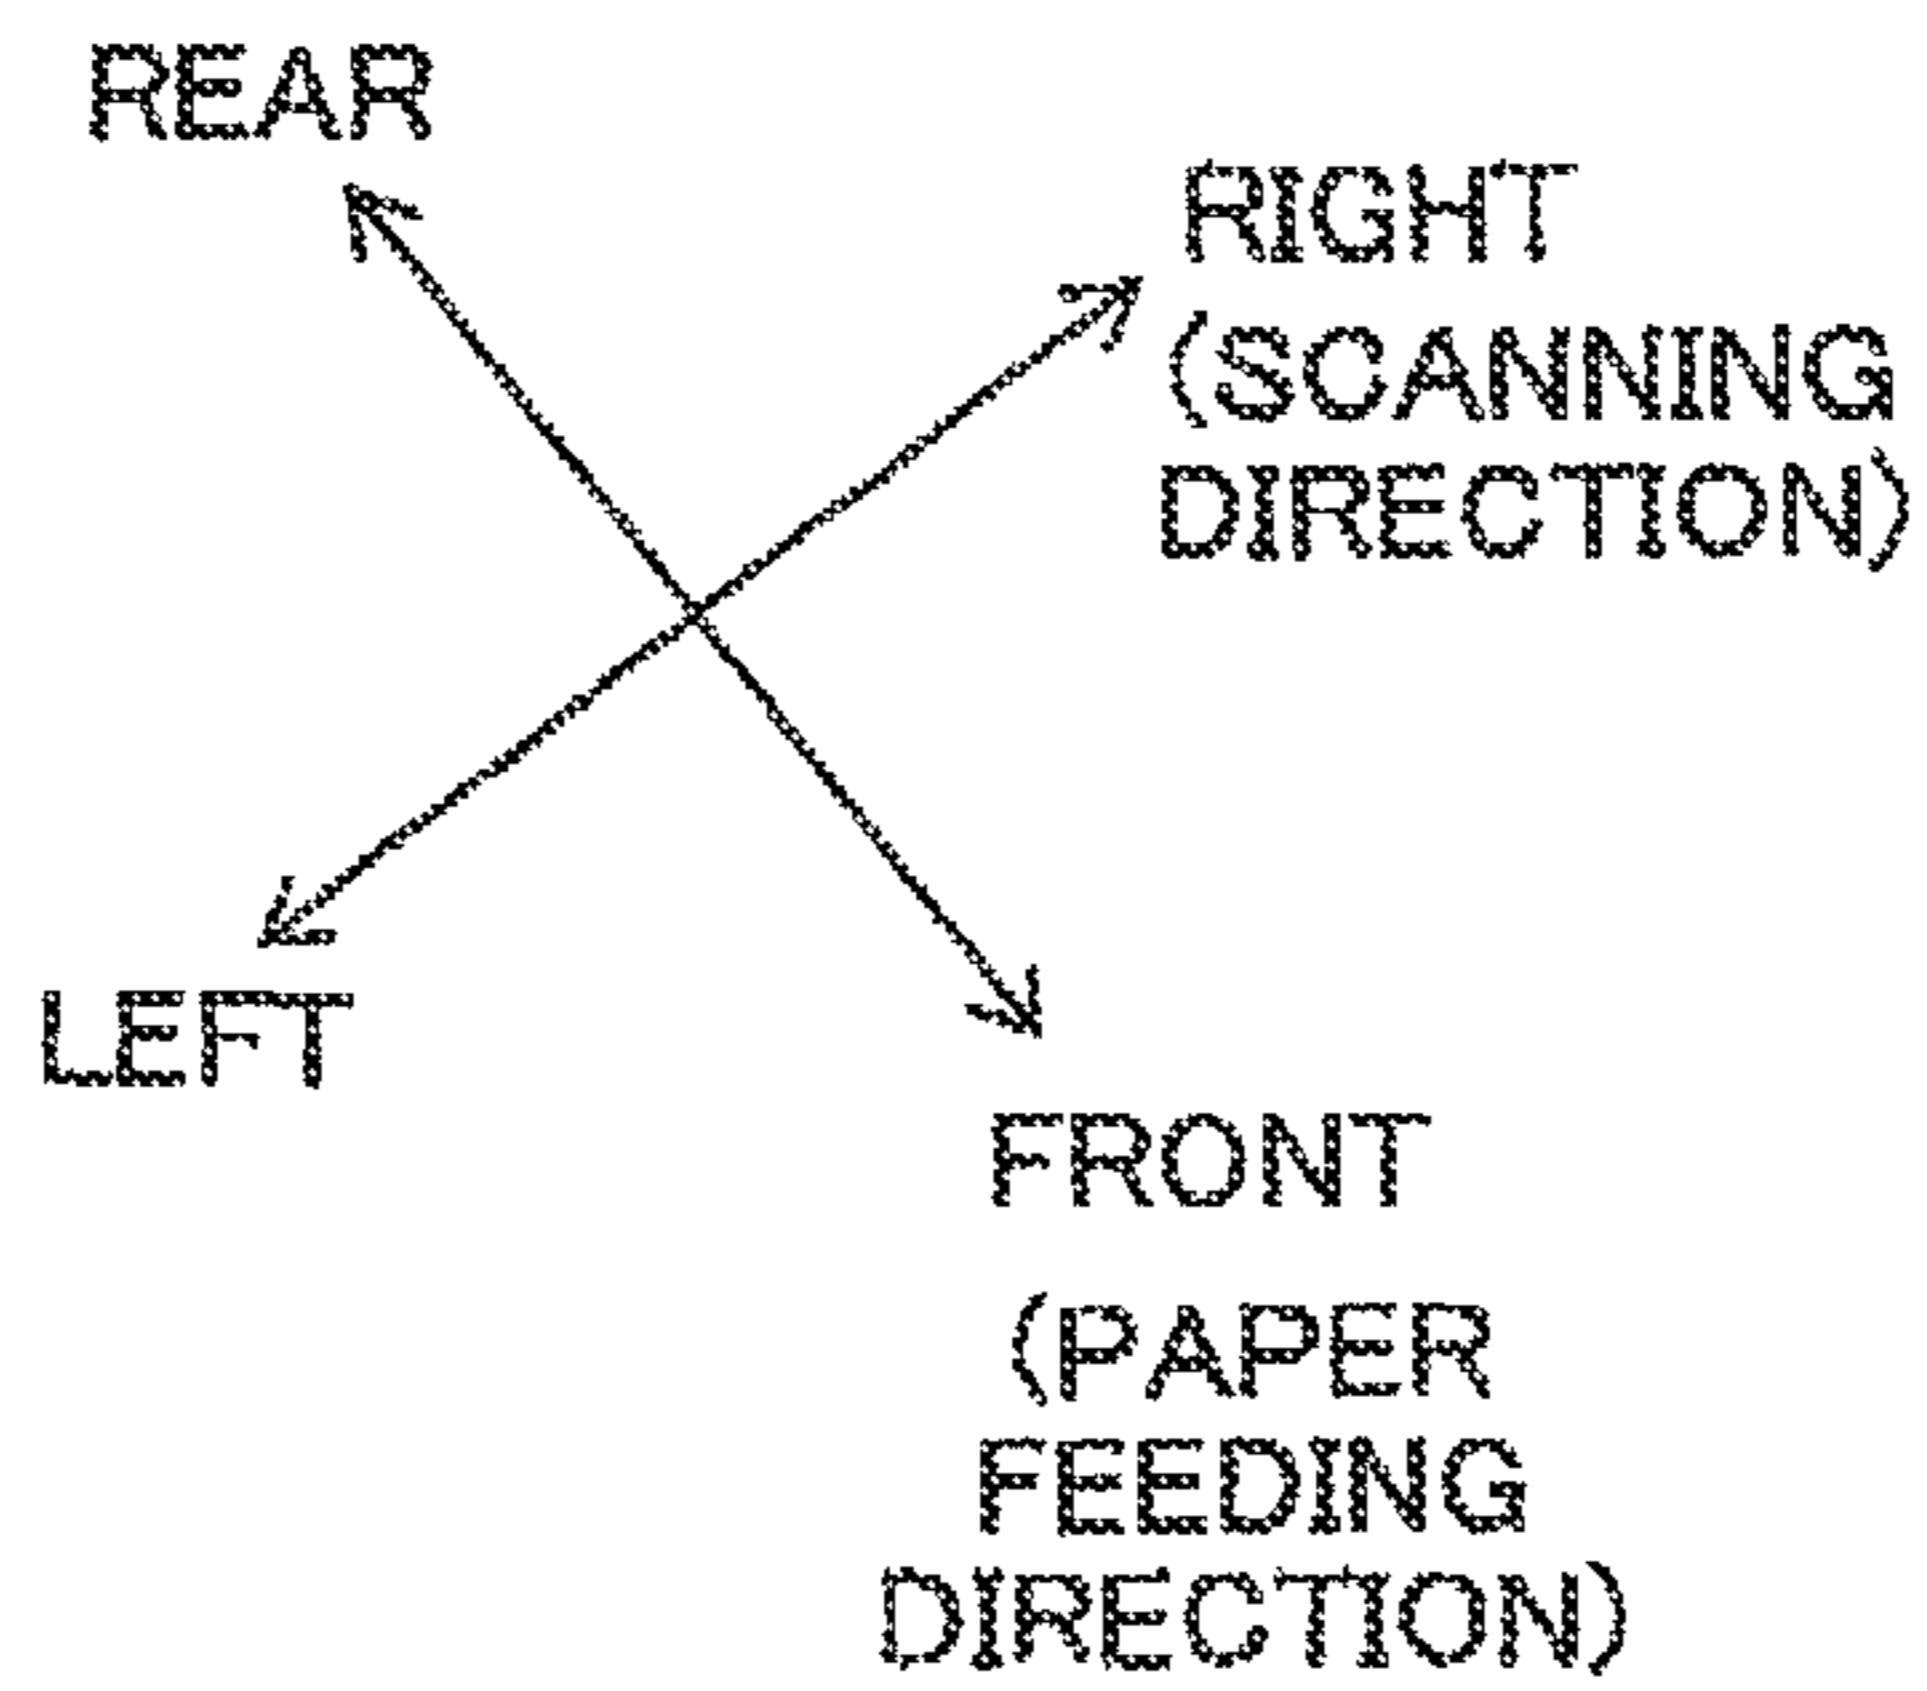 REAR
RIGHT
(SCANNING
DIRECTION)
LEFT
FRONT
(PAPER
FEEDING
DIRECTION)